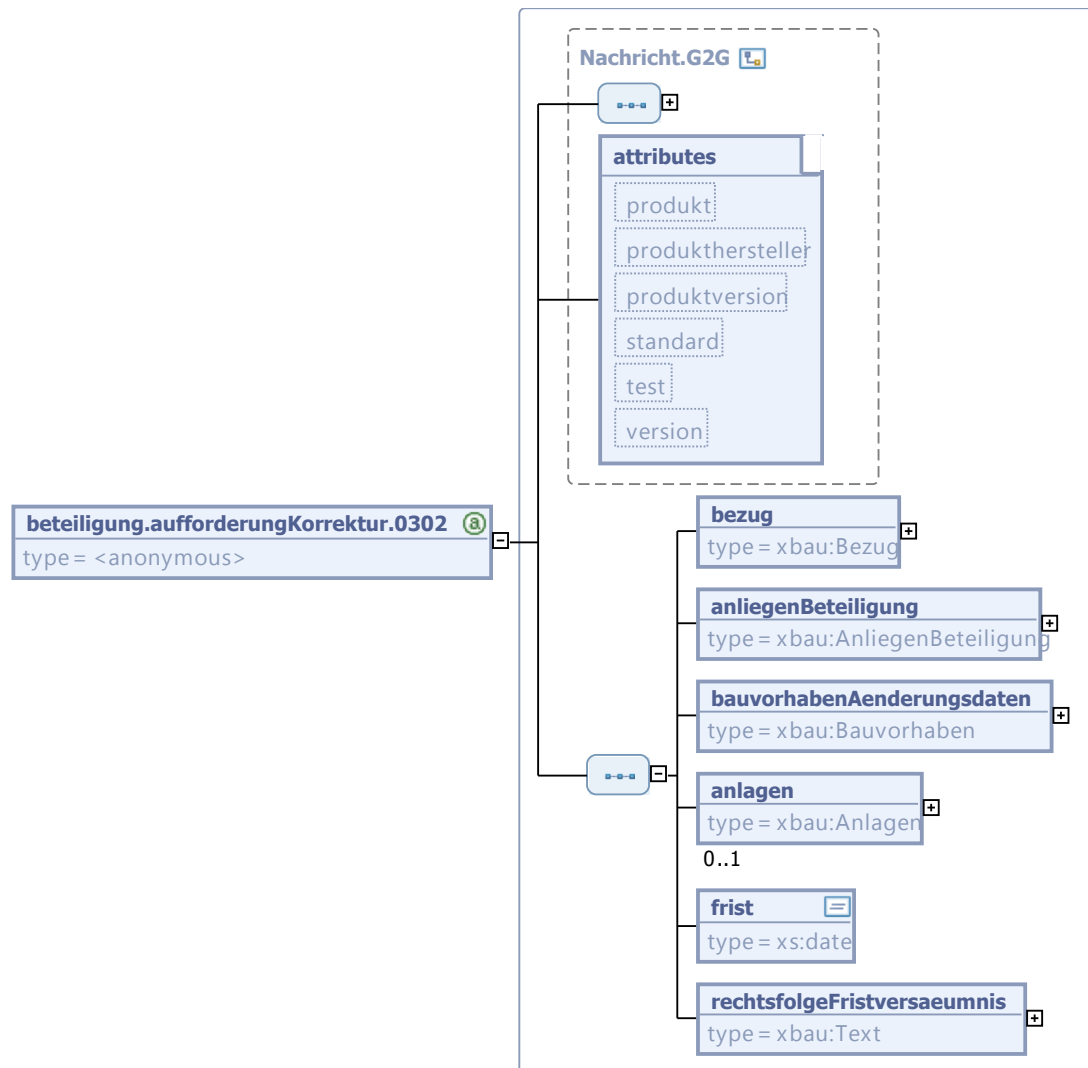 Nachricht.G2G
attributes
produkt
produkthersteller
produktversion
standard
test
version
beteiligung.aufforderungKorrektur.0302 a
type = <anonymous>
bezug
type = xbau:Bezug
anliegenBeteiligung
type = xbau:AnliegenBeteiligung
bauvorhabenAenderungsdaten
type = xbau:Bauvorhaben
anlagen
type = xbau:Anlagen
0..1
frist
type = xs:date
rechtsfolgeFristversaeumnis
type = xbau:Text